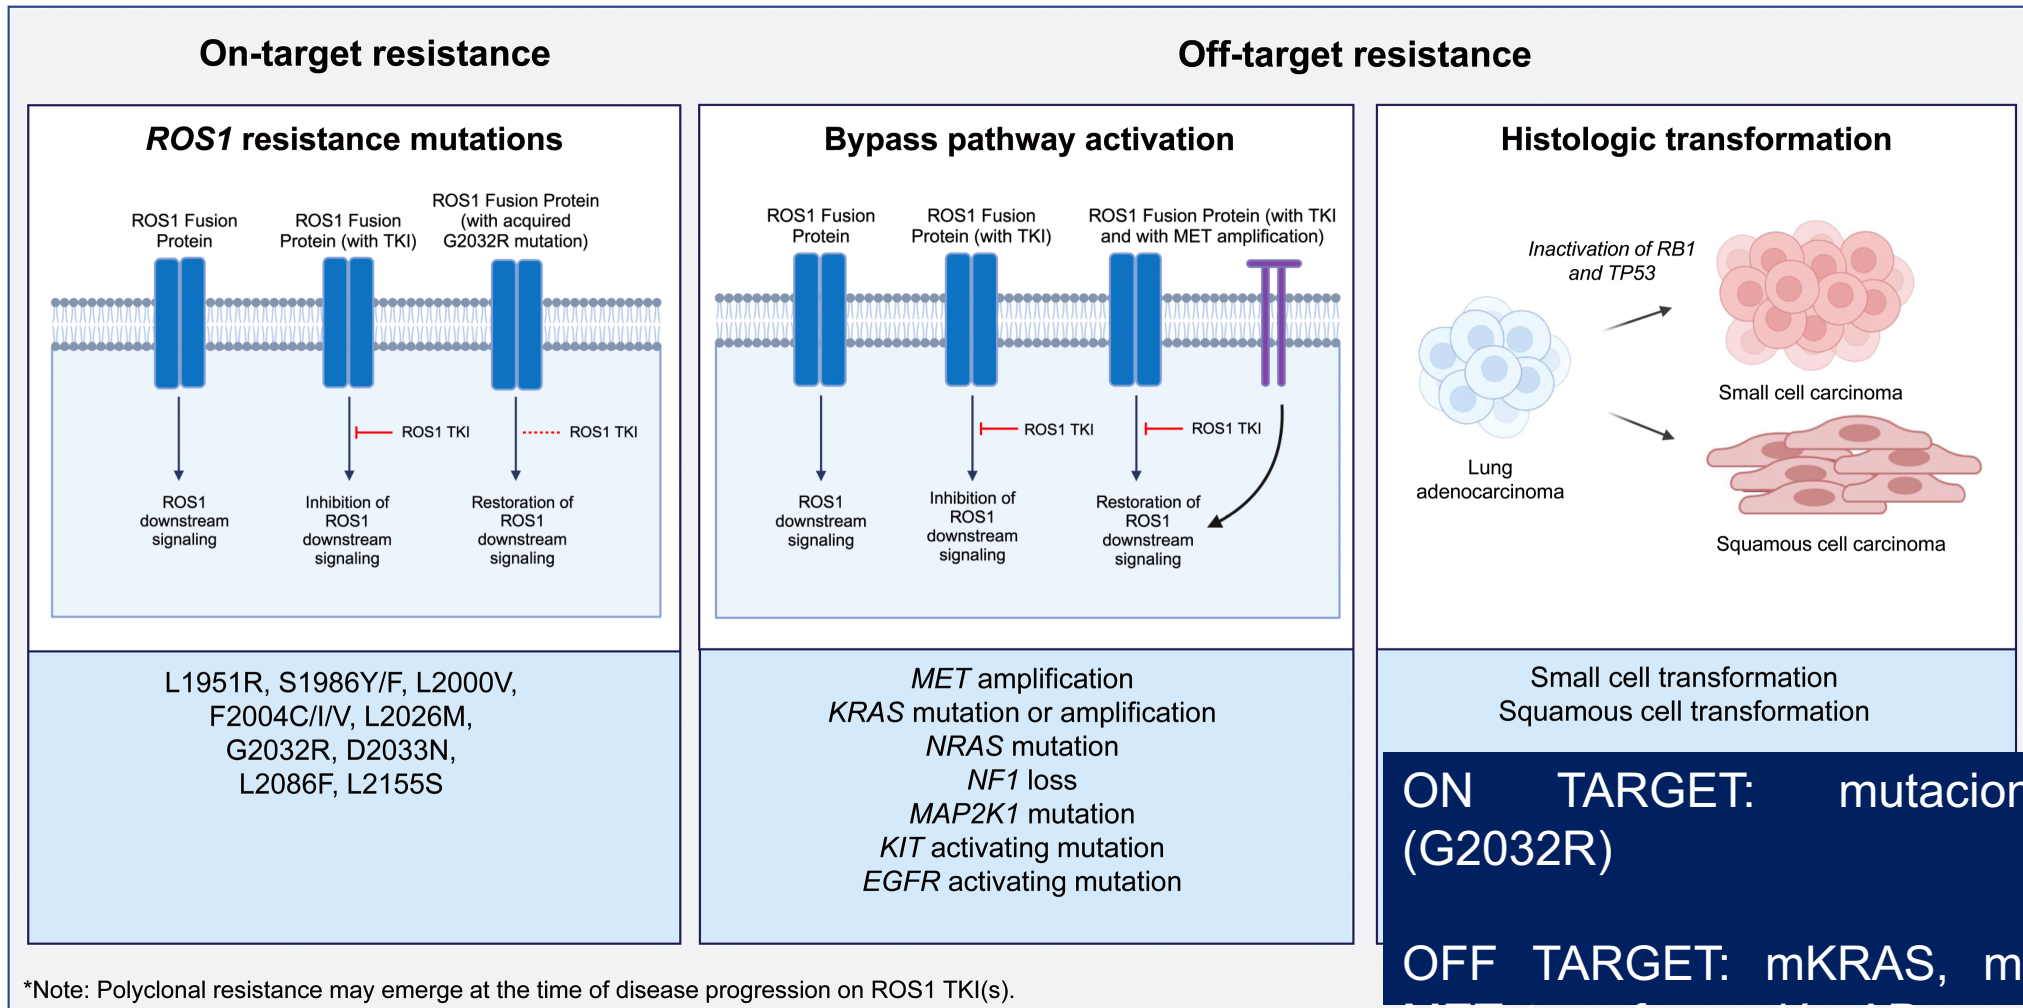 On-target resistance
Off-target resistance
ROS1 resistance mutations
ROS1 Fusion
Protein
ROS1 Fusion
Protein (with TKI)
ROS1 Fusion Protein
(with acquired
G2032R mutation)
ROS1 TKI
ROS1 TKI
ROS1
downstream
signaling
Inhibition of
ROS1
downstream
signaling
Restoration of
ROS1
downstream
signaling
L1951R, S1986Y/F, L2000V,
F2004C/I/V, L2026M,
G2032R, D2033N,
L2086F, L2155S
Bypass pathway activation
ROS1 Fusion
Protein
ROS1 Fusion
Protein (with TKI)
ROS1 Fusion Protein (with TKI
and with MET amplification)
ROS1 TKI
ROS1 TKI
ROS1
downstream
signaling
Inhibition of
ROS1
downstream
signaling
Restoration of
ROS1
downstream
signaling
MET amplification
KRAS mutation or amplification
NRAS mutation
NF1 loss
MAP2K1 mutation
KIT activating mutation
EGFR activating mutation
Histologic transformation
Inactivation of RB1
and TP53
Lung
adenocarcinoma
Small cell carcinoma
Squamous cell carcinoma
Small cell transformation
Squamous cell transformation
ON TARGET: mutacion
(G2032R)
OFF TARGET: mKRAS, m
*Note: Polyclonal resistance may emerge at the time of disease progression on ROS1 TKI(s).